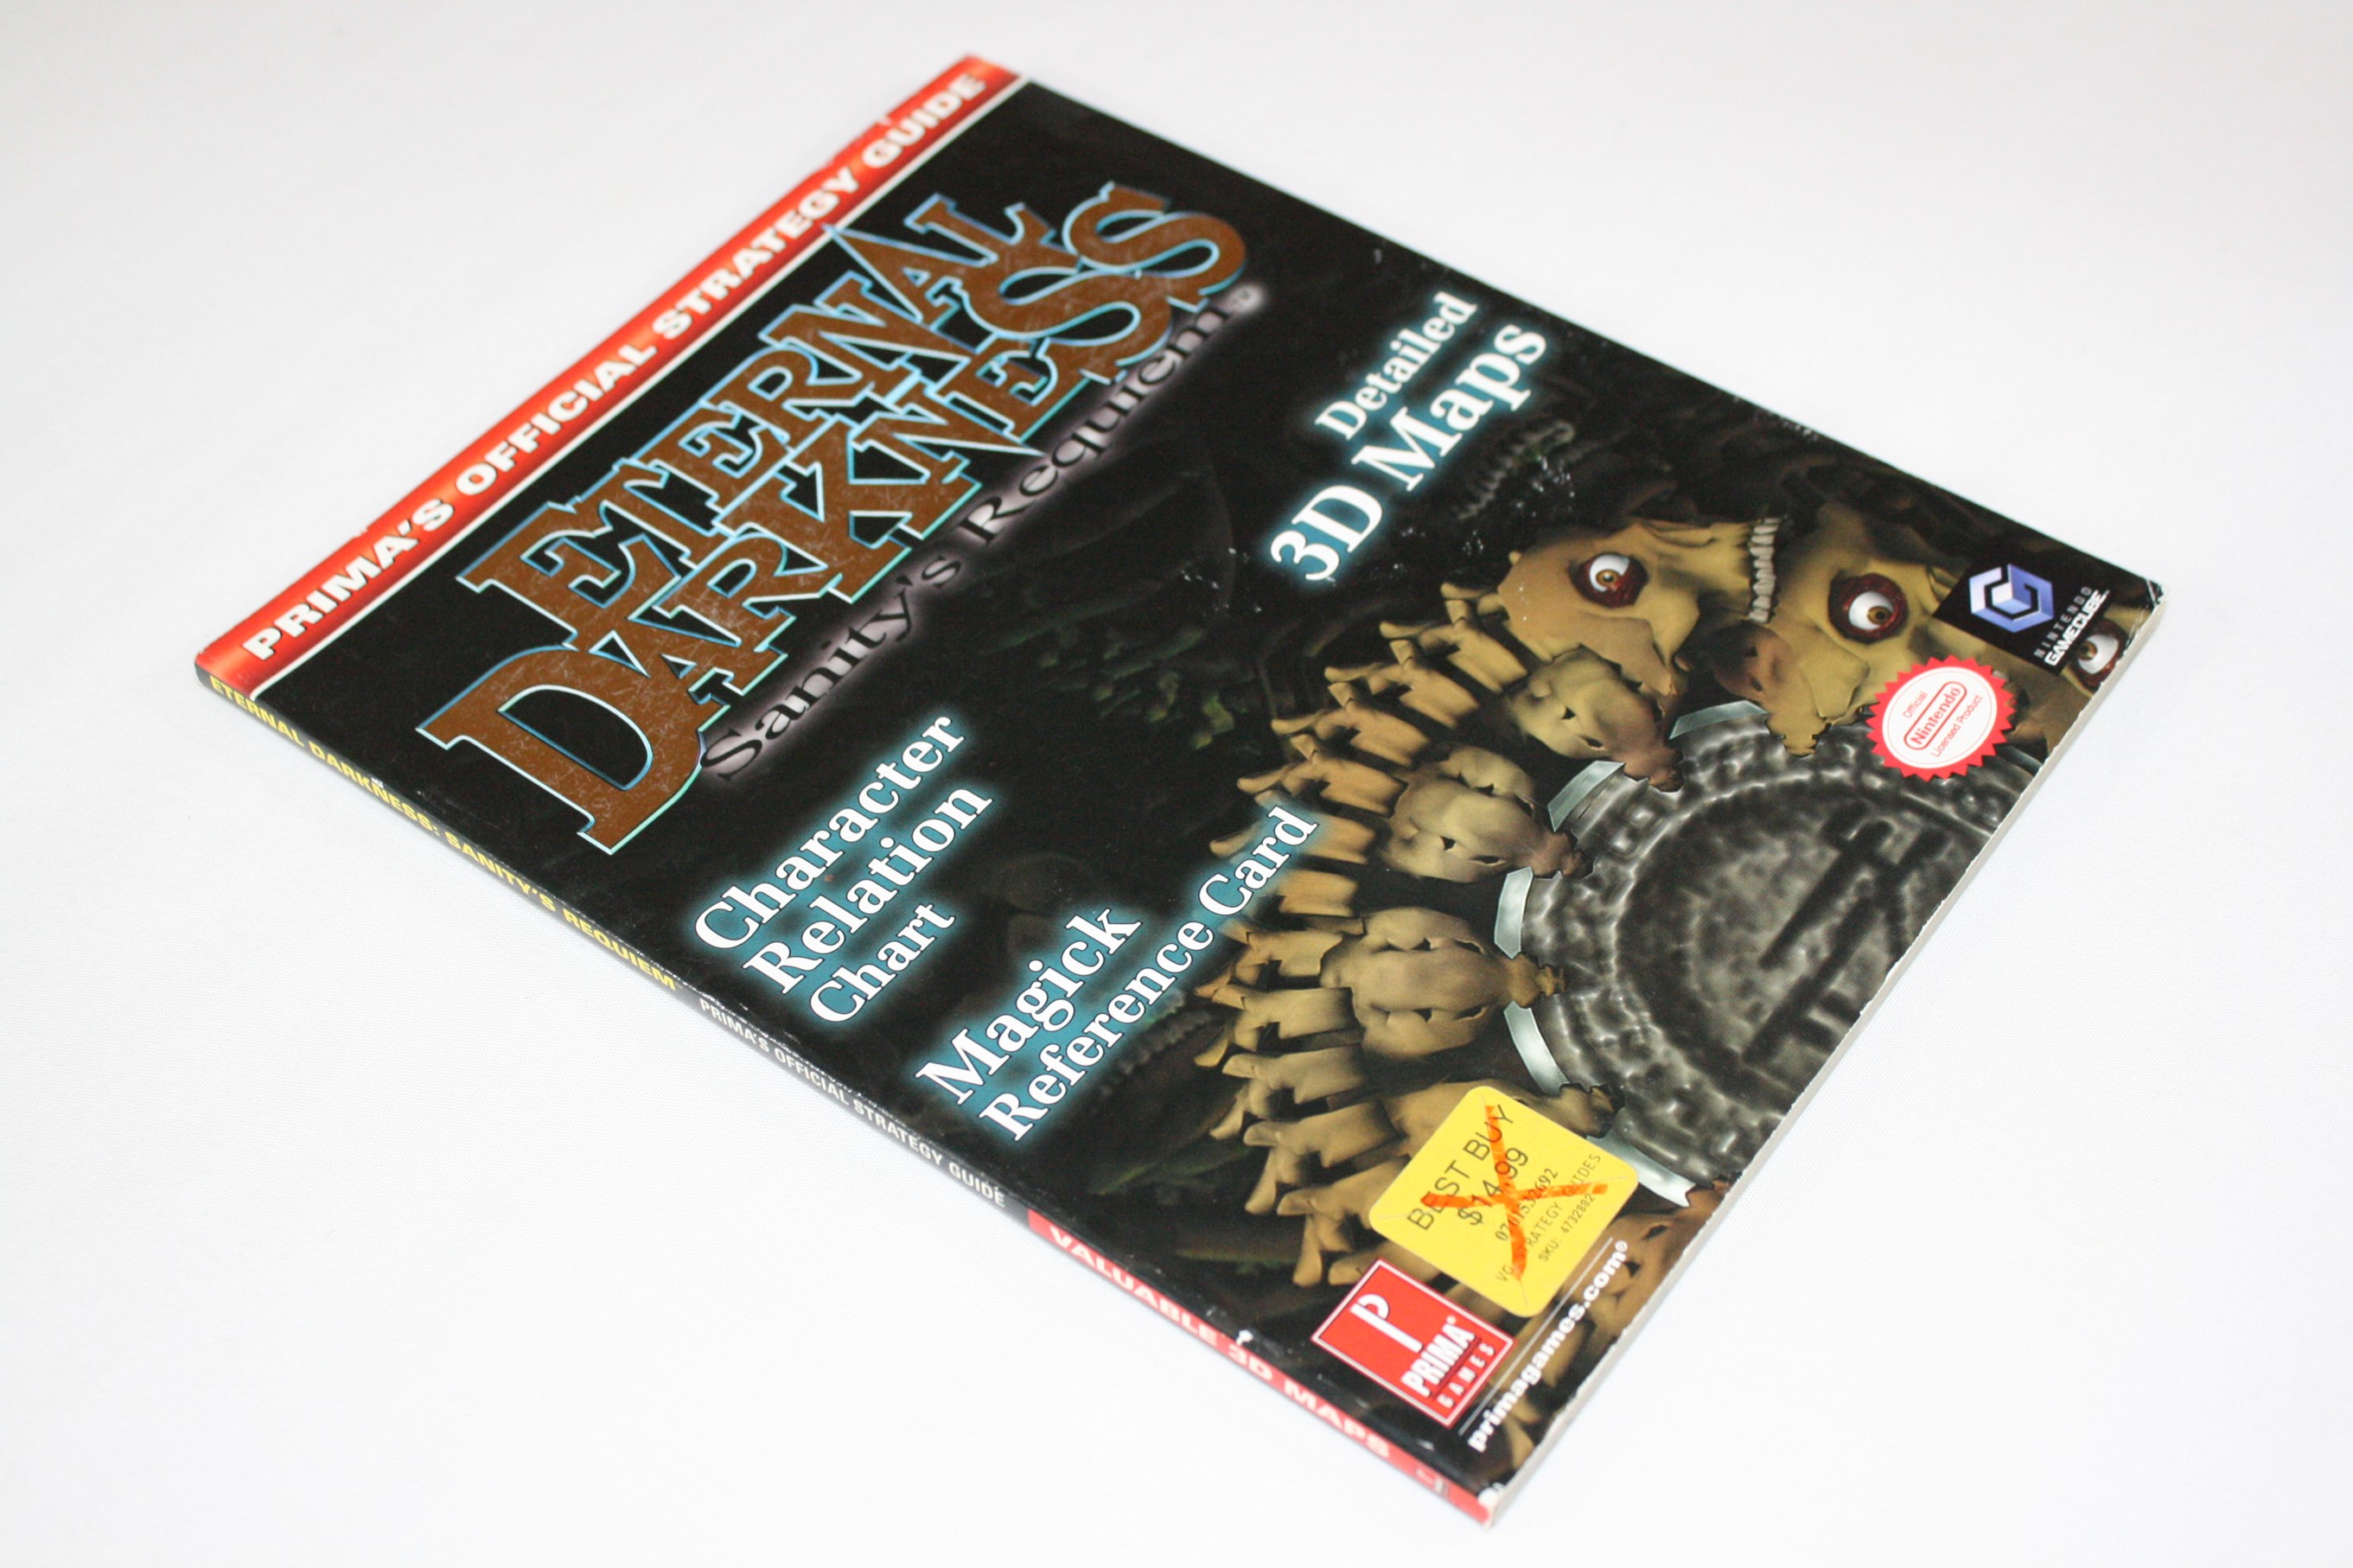 PRIMA'S OFFICIAL STRATEGY GUIDE
ETERNAL
DARKNESS
Sanity's Requiem
Detailed
3D Maps
Character
Relation
Chart
Magick
Reference Card
NINTENDO
GAMECUBE
Official
Nintendo
Licensed Product
BEST BUY
$14.99
STRATEGY GUIDES
PRIMA®
GAMES
primagames.com®
ETERNAL DARKNESS: SANITY'S REQUIEM PRIMA'S OFFICIAL STRATEGY GUIDE VALUABLE 3D MAPS